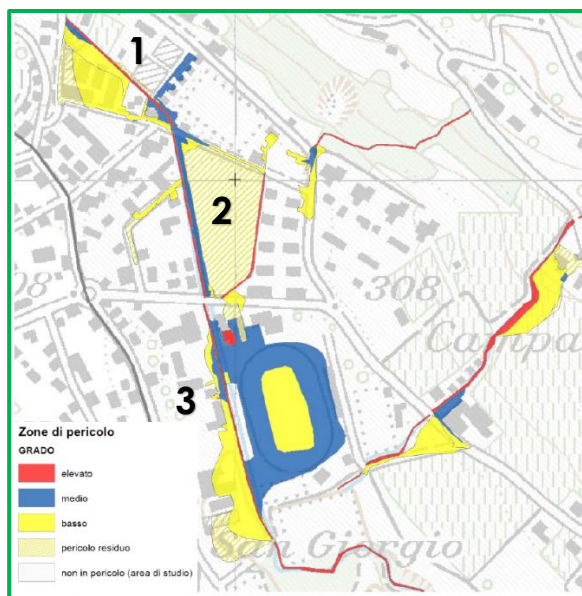 1
2
308
08
Campa
3
Zone di pericolo
GRADO
elevato
medio
basso
pericolo residuo
non in pericolo (area di studio)
San Giorgio